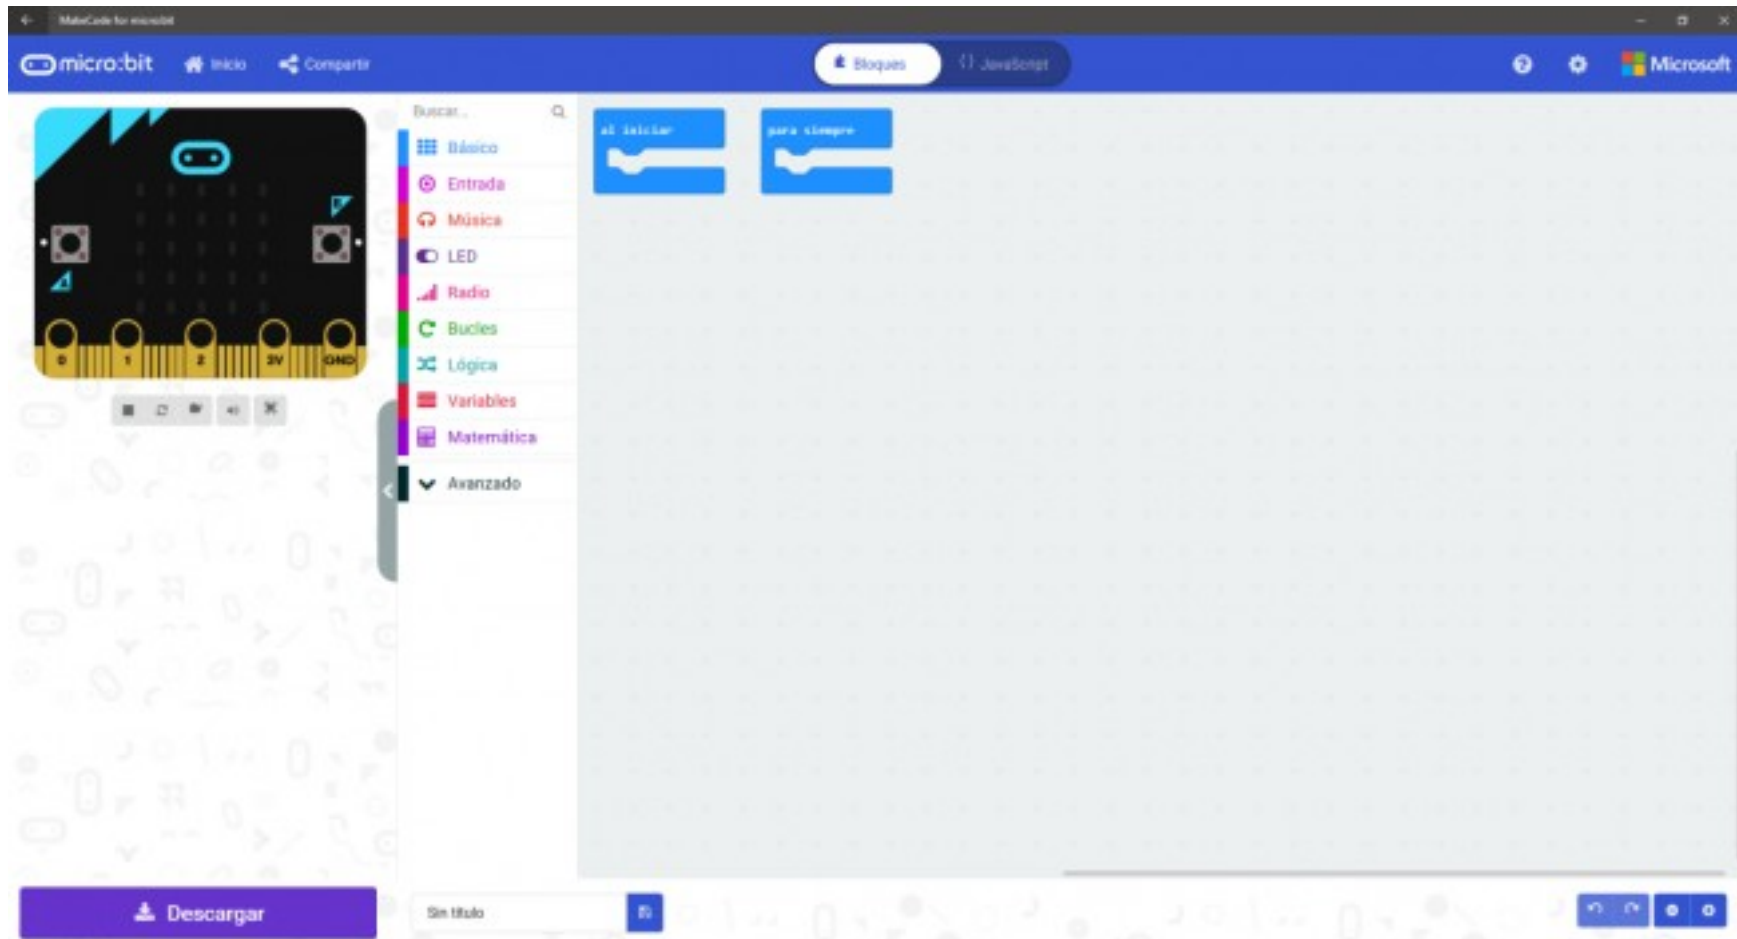 MakeCode for micro:bit
micro:bit Inicio Compartir Bloques {} JavaScript Microsoft
Buscar...
Básico
Entrada
Música
LED
Radio
Bucles
Lógica
Variables
Matemática
Avanzado
al iniciar
para siempre
0 1 2 3V GND
Descargar
Sin título